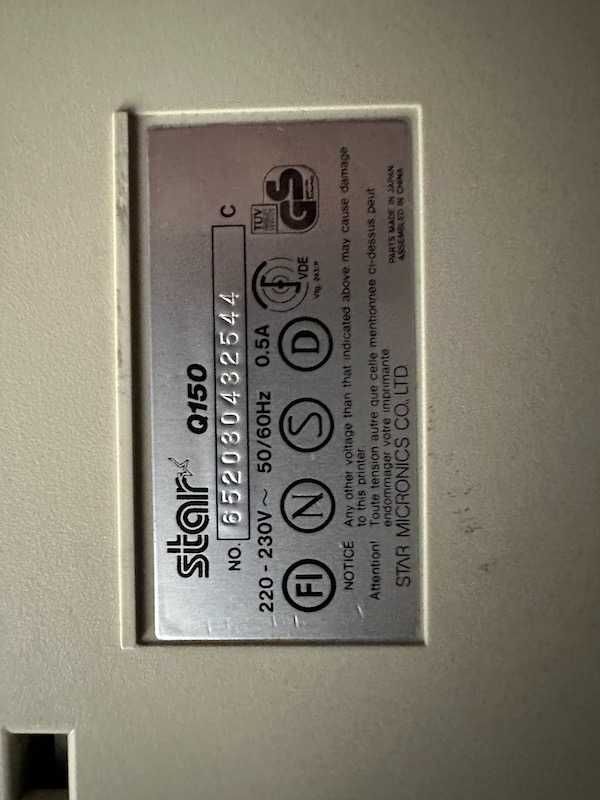 star Q150
NO. 652080432544 C
220 - 230V ~ 50/60Hz 0.5A
FI N S D VDE TÜV GS
NOTICE Any other voltage than that indicated above may cause damage
to this printer.
Attention! Toute tension autre que celle mentionnee ci-dessus peut
endommager votre imprimante
STAR MICRONICS CO., LTD.
PARTS MADE IN JAPAN
ASSEMBLED IN CHINA